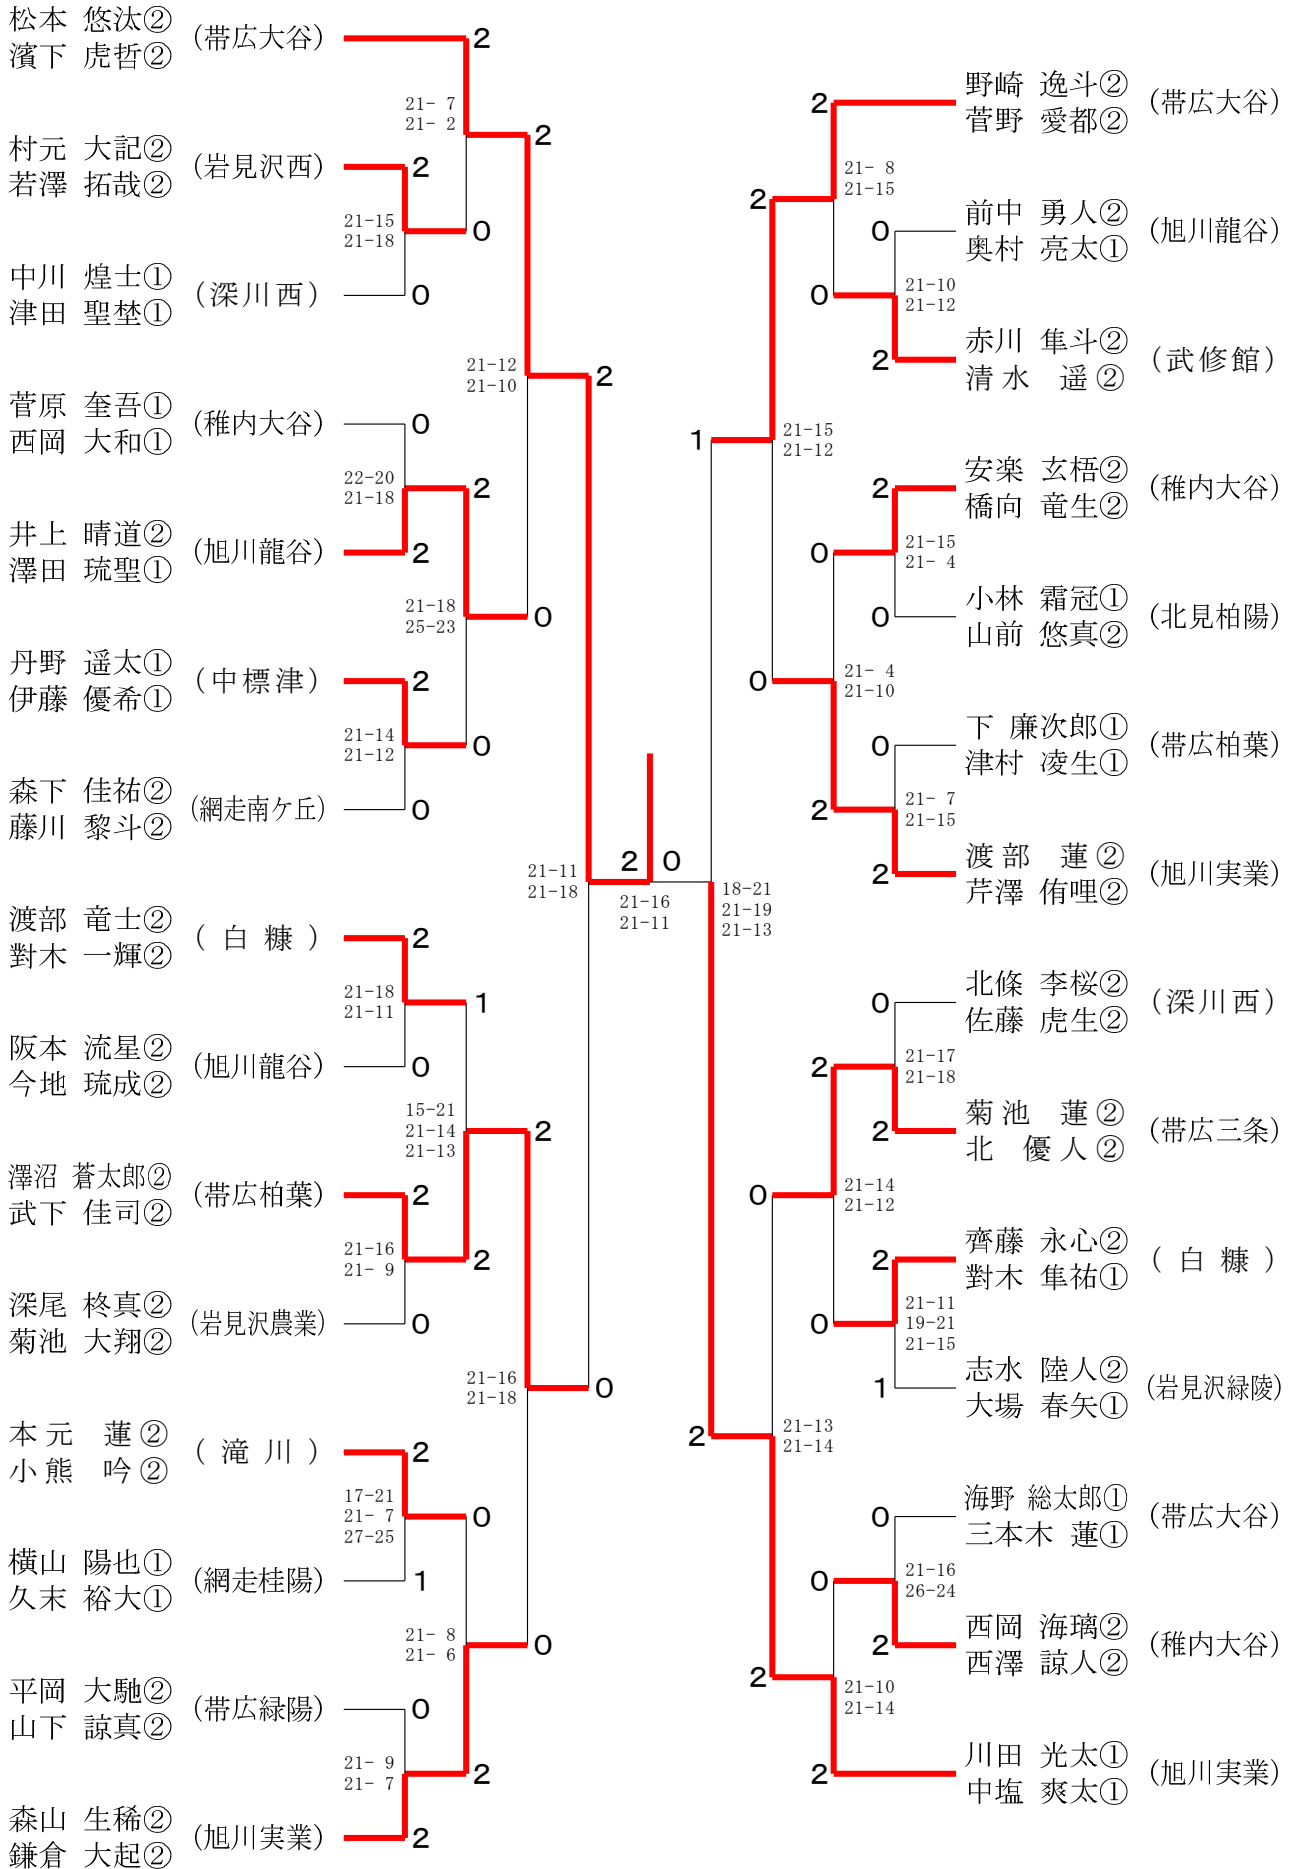 松本 悠汰②
濱下 虎哲②
(帯広大谷)
2
21- 7
21- 2
2
村元 大記②
若澤 拓哉②
(岩見沢西)
2
21-15
21-18
0
中川 煌士①
津田 聖埜①
(深川西)
0
21-12
21-10
2
菅原 奎吾①
西岡 大和①
(稚内大谷)
0
22-20
21-18
2
井上 晴道②
澤田 琉聖①
(旭川龍谷)
2
21-18
25-23
0
丹野 遥太①
伊藤 優希①
(中標津)
2
21-14
21-12
0
森下 佳祐②
藤川 黎斗②
(網走南ケ丘)
0
21-11
21-18
渡部 竜士②
對木 一輝②
(白糠)
2
21-18
21-11
1
阪本 流星②
今地 琉成②
(旭川龍谷)
0
15-21
21-14
21-13
2
澤沼 蒼太郎②
武下 佳司②
(帯広柏葉)
2
21-16
21- 9
2
深尾 柊真②
菊池 大翔②
(岩見沢農業)
0
21-16
21-18
0
本元 蓮②
小熊 吟②
(滝川)
2
17-21
21- 7
27-25
0
横山 陽也①
久末 裕大①
(網走桂陽)
1
21- 8
21- 6
0
平岡 大馳②
山下 諒真②
(帯広緑陽)
0
21- 9
21- 7
2
森山 生稀②
鎌倉 大起②
(旭川実業)
2
2 0
21-16
21-11
野崎 逸斗②
菅野 愛都②
(帯広大谷)
2
21- 8
21-15
2
前中 勇人②
奥村 亮太①
(旭川龍谷)
0
21-10
21-12
0
赤川 隼斗②
清水 遥②
(武修館)
2
21-15
21-12
1
安楽 玄梧②
橋向 竜生②
(稚内大谷)
2
21-15
21- 4
0
小林 霜冠①
山前 悠真②
(北見柏陽)
0
21- 4
21-10
0
下 廉次郎①
津村 凌生①
(帯広柏葉)
0
21- 7
21-15
2
渡部 蓮②
芹澤 侑哩②
(旭川実業)
2
18-21
21-19
21-13
北條 李桜②
佐藤 虎生②
(深川西)
0
21-17
21-18
2
菊池 蓮②
北 優人②
(帯広三条)
2
21-14
21-12
0
齊藤 永心②
對木 隼祐①
(白糠)
2
21-11
19-21
21-15
0
志水 陸人②
大場 春矢①
(岩見沢緑陵)
1
21-13
21-14
2
海野 総太郎①
三本木 蓮①
(帯広大谷)
0
21-16
26-24
0
西岡 海璃②
西澤 諒人②
(稚内大谷)
2
21-10
21-14
2
川田 光太①
中塩 爽太①
(旭川実業)
2